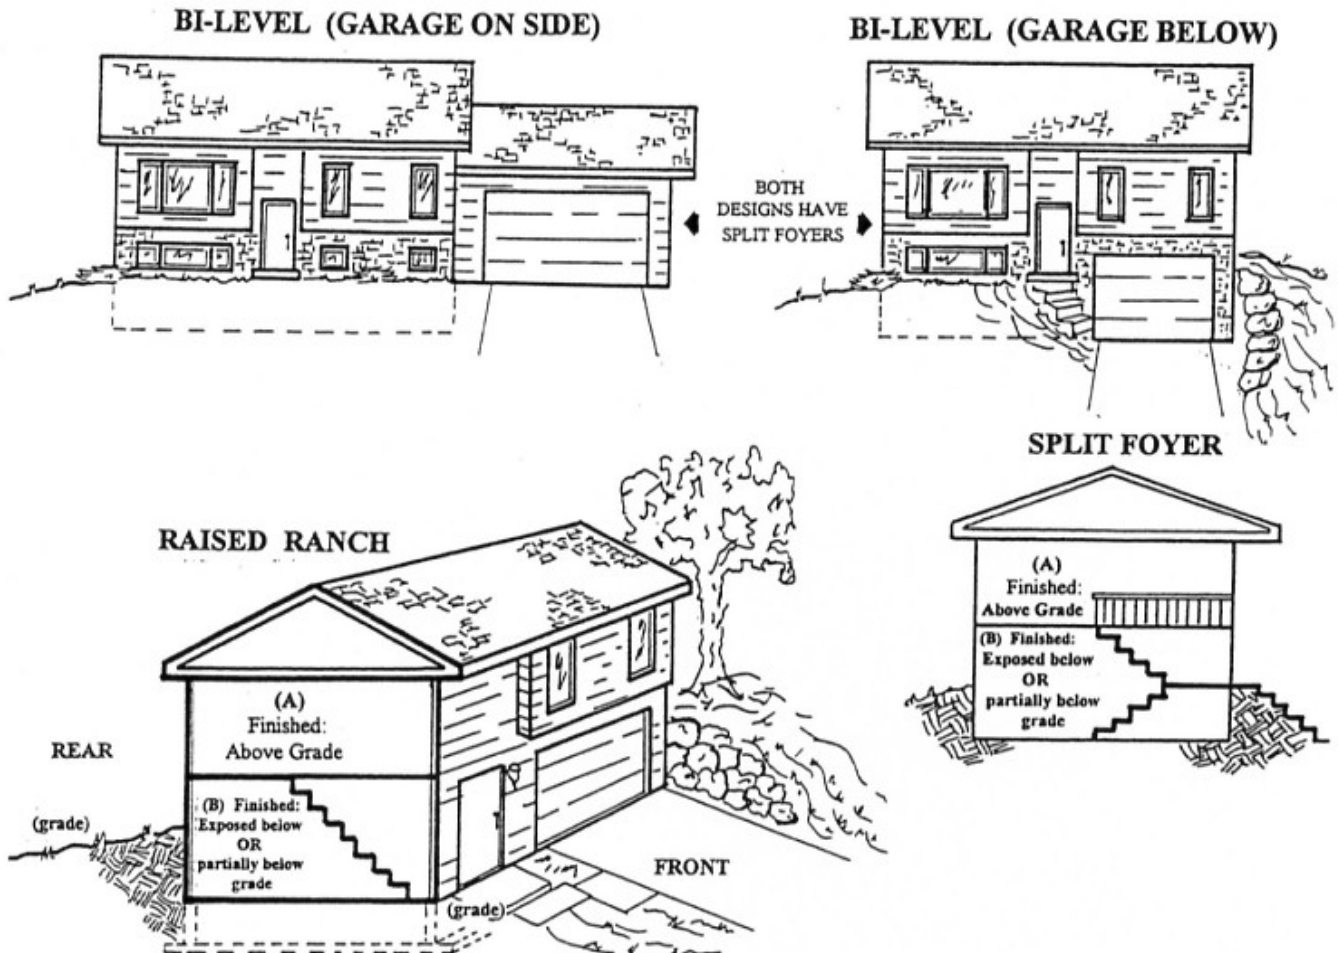 BI-LEVEL (GARAGE ON SIDE)
BI-LEVEL (GARAGE BELOW)
BOTH
DESIGNS HAVE
SPLIT FOYERS
SPLIT FOYER
(A)
Finished:
Above Grade
(B) Finished:
Exposed below
OR
partially below
grade
RAISED RANCH
(A)
Finished:
Above Grade
REAR
(grade)
(B) Finished:
Exposed below
OR
partially below
grade
FRONT
(grade)